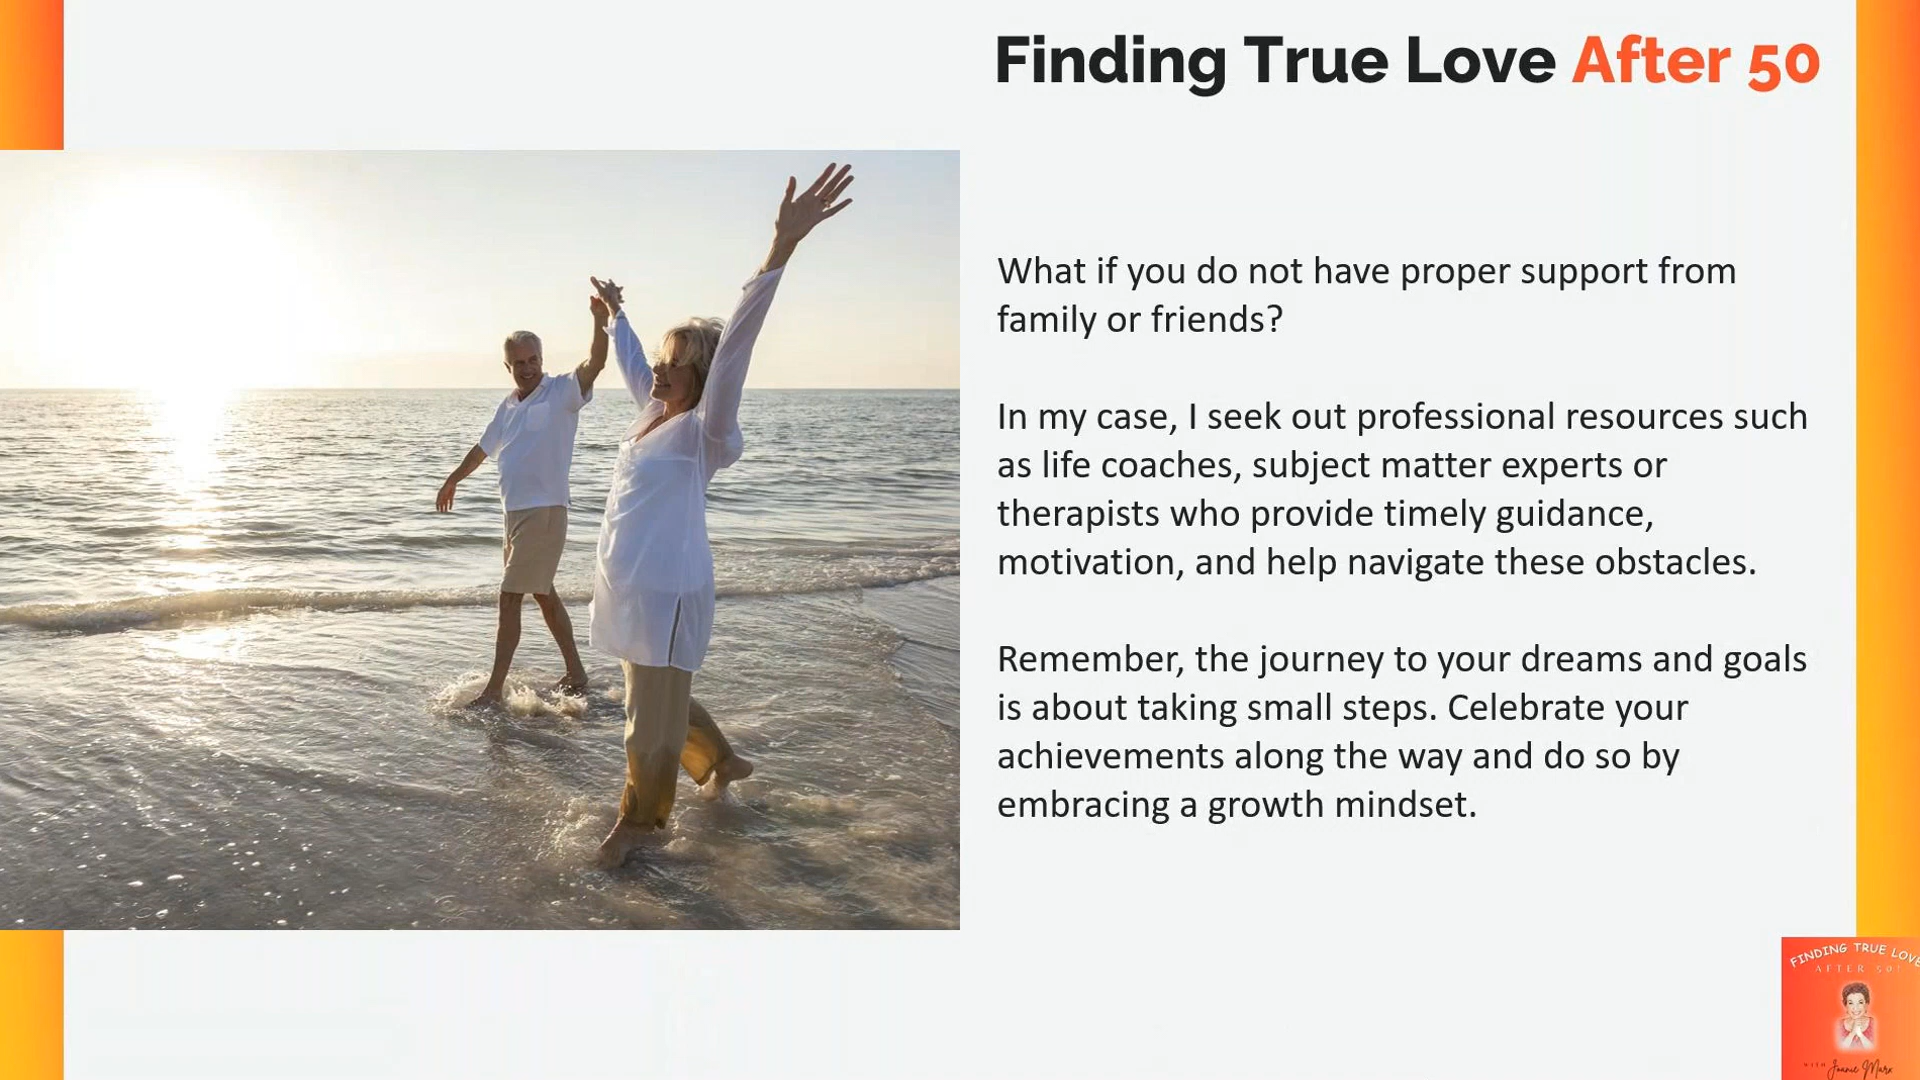 Finding True Love After 50
What if you do not have proper support from
family or friends?
In my case, I seek out professional resources such
as life coaches, subject matter experts or
therapists who provide timely guidance,
motivation, and help navigate these obstacles.
Remember, the journey to your dreams and goals
is about taking small steps. Celebrate your
achievements along the way and do so by
embracing a growth mindset.
FINDING TRUE LOVE
AFTER 50!
WITH Joanie Marx